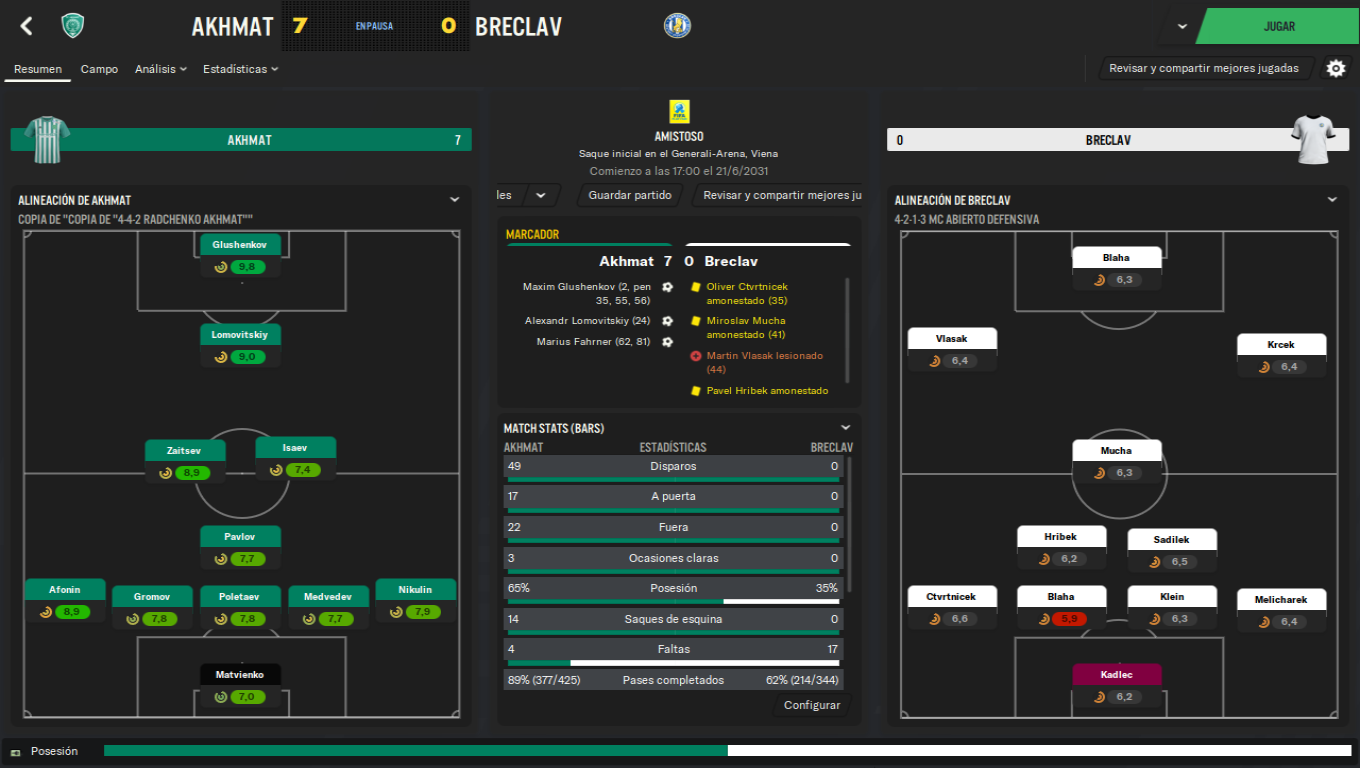 AKHMAT 7 EN PAUSA 0 BRECLAV
JUGAR
Resumen Campo Análisis Estadísticas
Revisar y compartir mejores jugadas
AKHMAT 7
ALINEACIÓN DE AKHMAT
COPIA DE "COPIA DE "4-4-2 RADCHENKO AKHMAT""
Glushenkov
9,8
Lomovitskiy
9,0
Zaitsev
8,9
Isaev
7,4
Pavlov
7,7
Afonin
8,9
Gromov
7,8
Poletaev
7,8
Medvedev
7,7
Nikulin
7,9
Matvienko
7,0
FIFA
AMISTOSO
Saque inicial en el Generali-Arena, Viena
Comienzo a las 17:00 el 21/6/2031
les
Guardar partido
Revisar y compartir mejores ju
MARCADOR
Akhmat 7 0 Breclav
Maxim Glushenkov (2, pen
35, 55, 56)
Alexandr Lomovitskiy (24)
Marius Fahrner (62, 81)
Oliver Ctvrtnicek
amonestado (35)
Miroslav Mucha
amonestado (41)
Martin Vlasak lesionado
(44)
Pavel Hribek amonestado
MATCH STATS (BARS)
AKHMAT ESTADÍSTICAS BRECLAV
49 Disparos 0
17 A puerta 0
22 Fuera 0
3 Ocasiones claras 0
65% Posesión 35%
14 Saques de esquina 0
4 Faltas 17
89% (377/425) Pases completados 62% (214/344)
Configurar
0 BRECLAV
ALINEACIÓN DE BRECLAV
4-2-1-3 MC ABIERTO DEFENSIVA
Blaha
6,3
Vlasak
6,4
Krcek
6,4
Mucha
6,3
Hribek
6,2
Sadilek
6,5
Ctvrtnicek
6,6
Blaha
5,9
Klein
6,3
Melicharek
6,4
Kadlec
6,2
Posesión